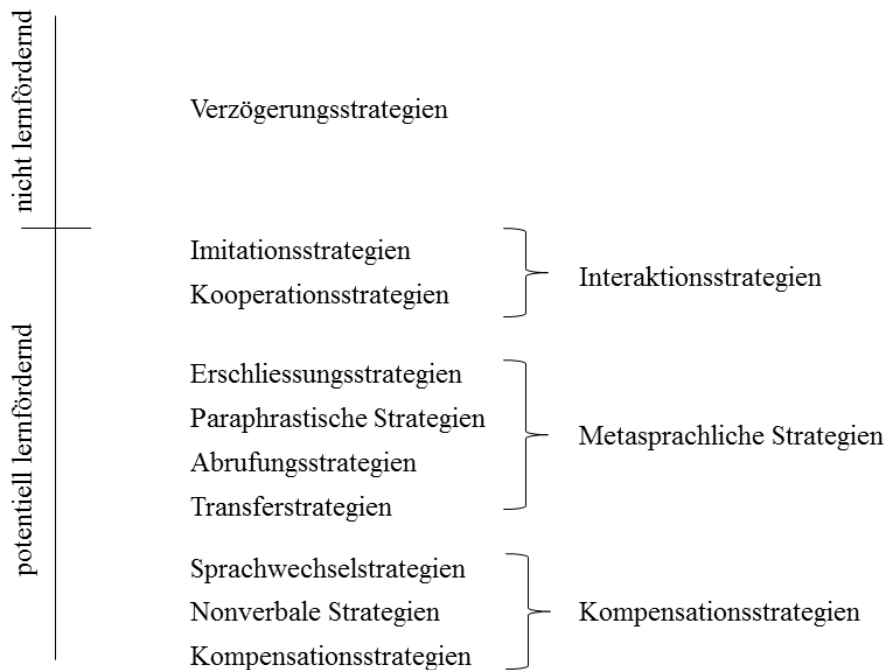 nicht lernfördernd
Verzögerungsstrategien
potentiell lernfördernd
Imitationsstrategien
Kooperationsstrategien
Interaktionsstrategien
Erschliessungsstrategien
Paraphrastische Strategien
Abrufungsstrategien
Transferstrategien
Metasprachliche Strategien
Sprachwechselstrategien
Nonverbale Strategien
Kompensationsstrategien
Kompensationsstrategien